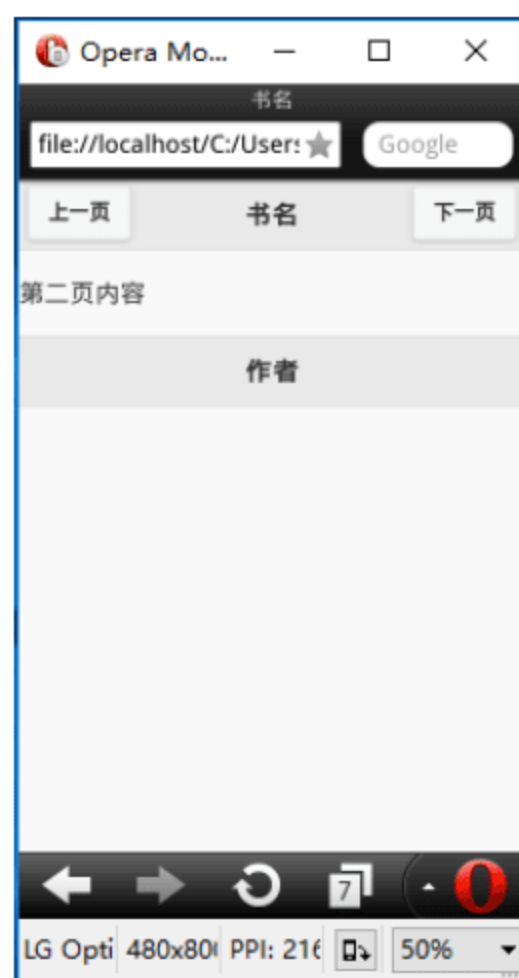 Opera Mo...
书名
file://localhost/C:/User: Google
上一页 书名 下一页
第二页内容
作者
7
LG Opti 480x80 PPI: 216 50%